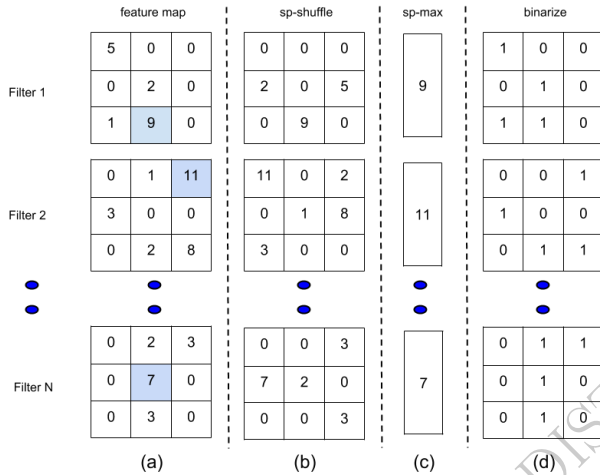 feature map sp-shuffle sp-max binarize
Filter 1
5 0 0
0 2 0
1 9 0
0 0 0
2 0 5
0 9 0
9
1 0 0
0 1 0
1 1 0
Filter 2
0 1 11
3 0 0
0 2 8
11 0 2
0 1 8
3 0 0
11
0 0 1
1 0 0
0 1 1
Filter N
0 2 3
0 7 0
0 3 0
0 0 3
7 2 0
0 0 3
7
0 1 1
0 1 0
0 1 0
(a) (b) (c) (d)
DIST